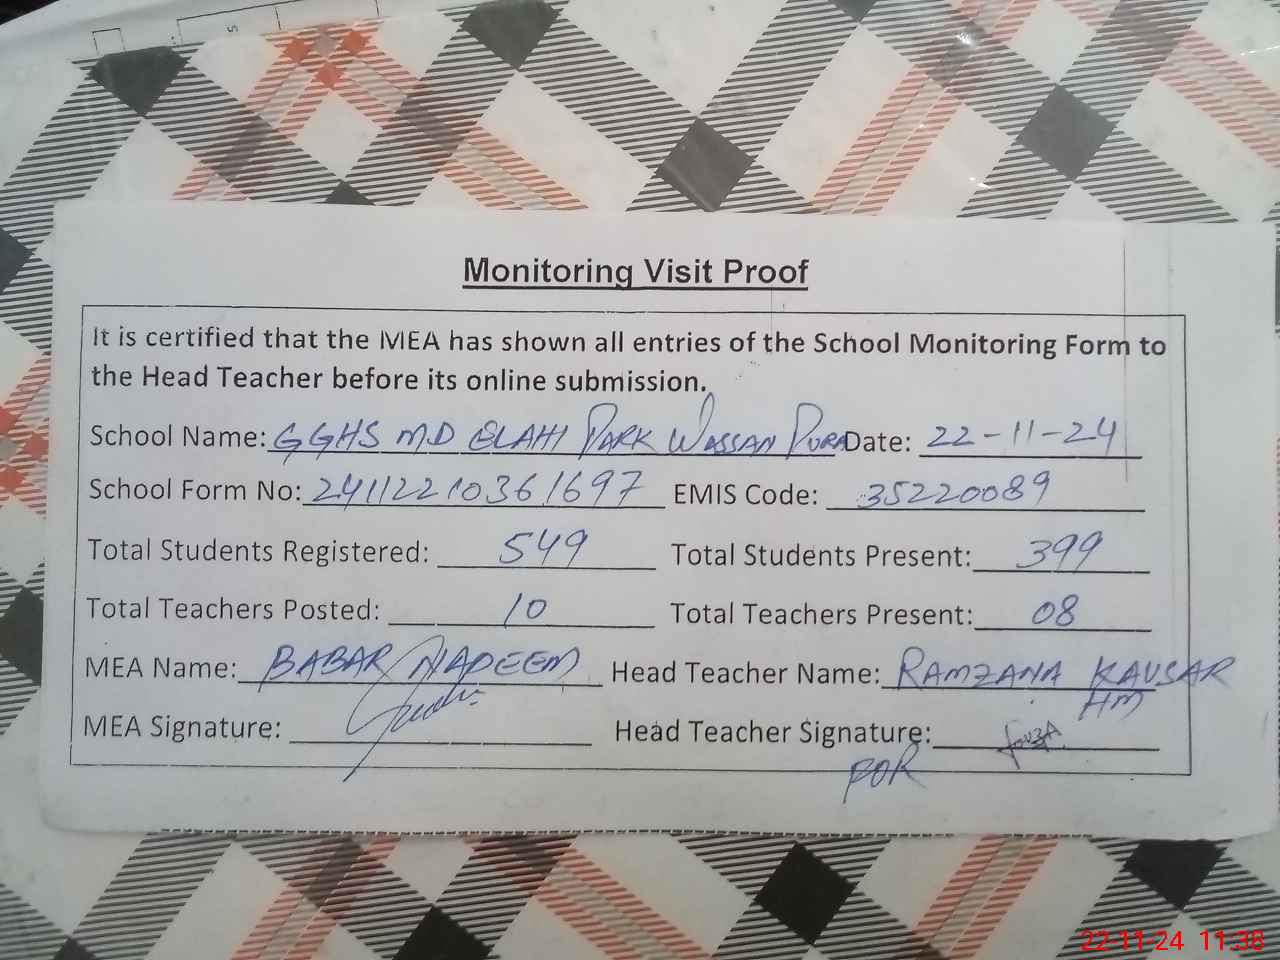 5
Monitoring Visit Proof
It is certified that the MEA has shown all entries of the School Monitoring Form to
the Head Teacher before its online submission.
School Name: GGHS M.D ELAHI PARK WASSAN PURA Date: 22-11-24
School Form No: 24112210361697 EMIS Code: 35220089
Total Students Registered: 549 Total Students Present: 399
Total Teachers Posted: 10 Total Teachers Present: 08
MEA Name: BABAR NADEEM Head Teacher Name: RAMZANA KAUSAR
HM
MEA Signature: Head Teacher Signature:
FOR
22-11-24 11:38